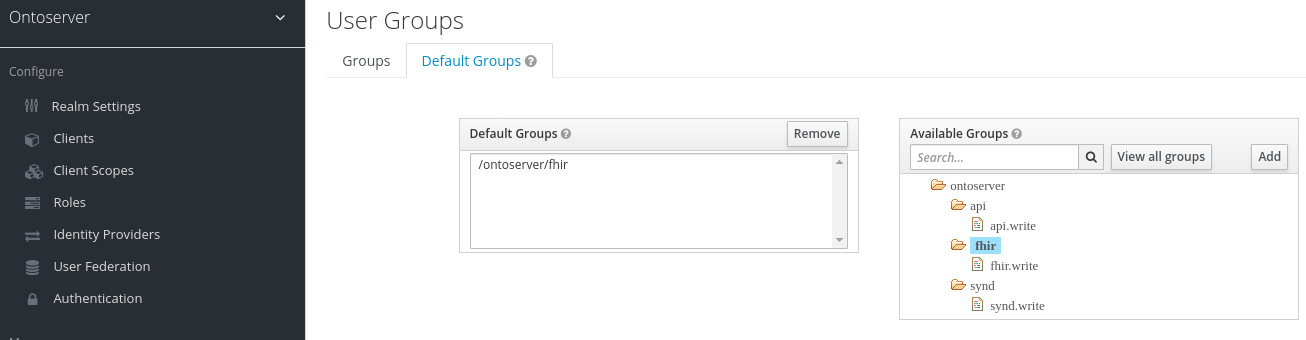 Ontoserver
Configure
Realm Settings
Clients
Client Scopes
Roles
Identity Providers
User Federation
Authentication
User Groups
Groups
Default Groups
Default Groups
Remove
/ontoserver/fhir
Available Groups
Search...
View all groups
Add
ontoserver
api
api.write
fhir
fhir.write
synd
synd.write